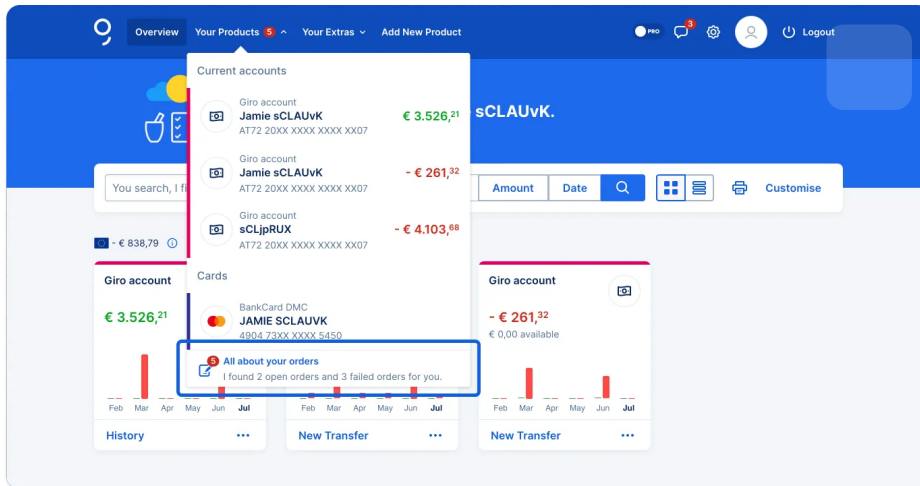 Overview Your Products 5 Your Extras Add New Product PRO 3 Logout
Current accounts
Giro account
Jamie sCLAUvK € 3.526,21
AT72 20XX XXXX XXXX XX07
Giro account
Jamie sCLAUvK - € 261,32
AT72 20XX XXXX XXXX XX07
Giro account
sCLjpRUX - € 4.103,68
AT72 20XX XXXX XXXX XX07
Cards
BankCard DMC
JAMIE SCLAUVK
4904 73XX XXXX 5450
5 All about your orders
I found 2 open orders and 3 failed orders for you.
sCLAUvK.
You search, I fi Amount Date Customise
- € 838,79
Giro account
€ 3.526,21
Feb Mar Apr May Jun Jul
History
Feb Mar Apr May Jun Jul
New Transfer
Giro account
- € 261,32
€ 0,00 available
Feb Mar Apr May Jun Jul
New Transfer